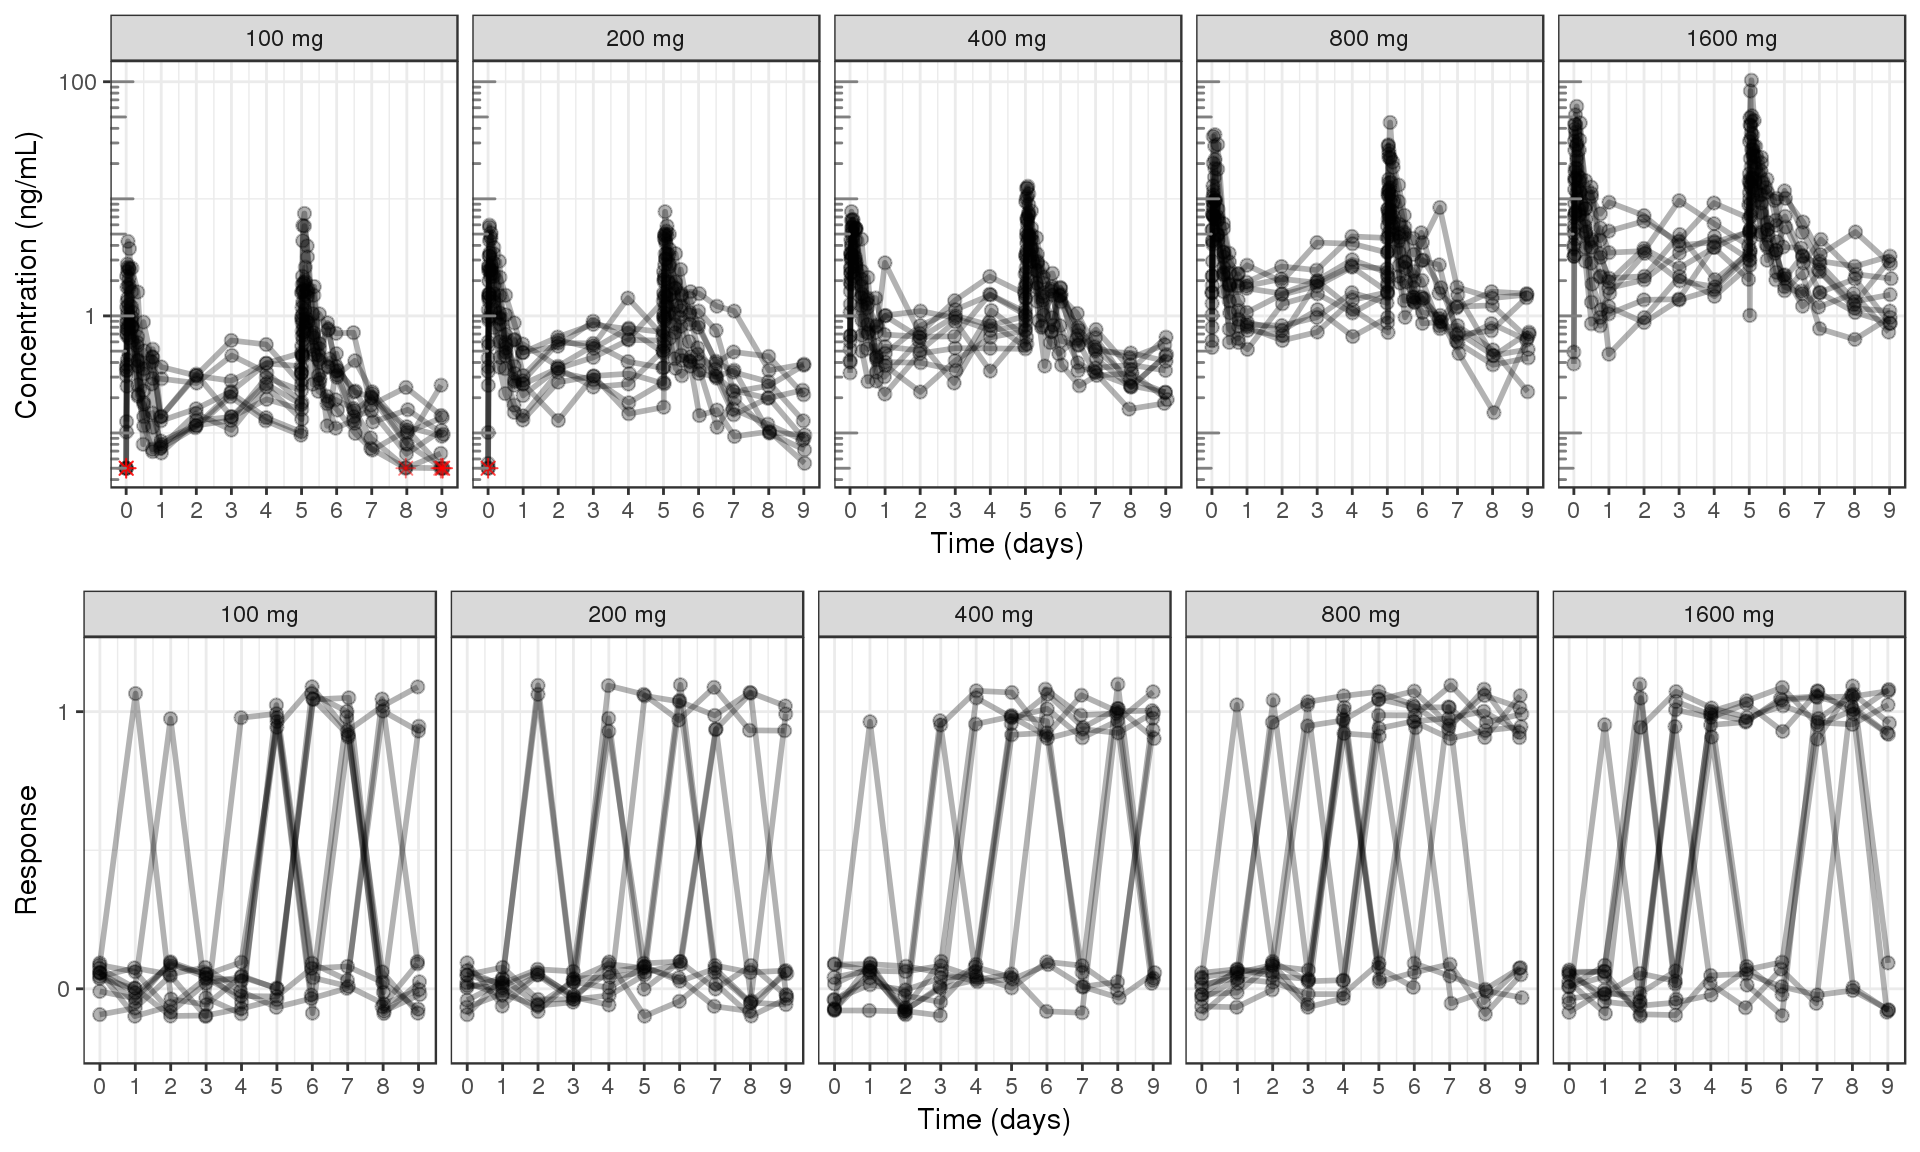 100 mg 200 mg 400 mg 800 mg 1600 mg
Concentration (ng/mL)
100
1
0 1 2 3 4 5 6 7 8 9 0 1 2 3 4 5 6 7 8 9 0 1 2 3 4 5 6 7 8 9 0 1 2 3 4 5 6 7 8 9 0 1 2 3 4 5 6 7 8 9
Time (days)
100 mg 200 mg 400 mg 800 mg 1600 mg
Response
1
0
0 1 2 3 4 5 6 7 8 9 0 1 2 3 4 5 6 7 8 9 0 1 2 3 4 5 6 7 8 9 0 1 2 3 4 5 6 7 8 9 0 1 2 3 4 5 6 7 8 9
Time (days)